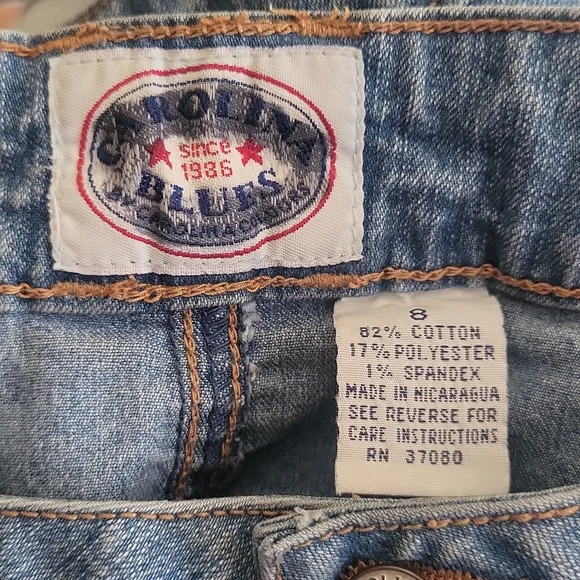 CAROLINA
since
1986
BLUES
8
82% COTTON
17% POLYESTER
1% SPANDEX
MADE IN NICARAGUA
SEE REVERSE FOR
CARE INSTRUCTIONS
RN 37080